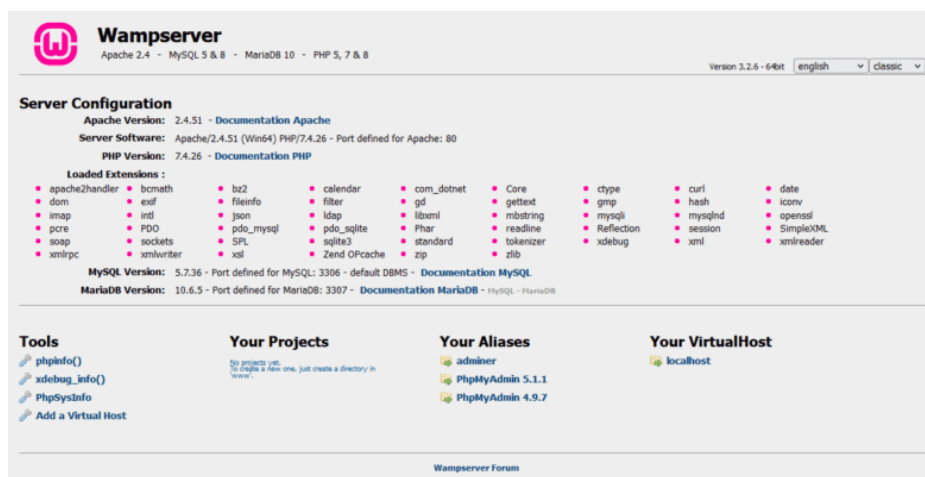 Wampserver
Apache 2.4 - MySQL 5 & 8 - MariaDB 10 - PHP 5, 7 & 8
Version 3.2.6 - 64bit english classic
Server Configuration
Apache Version: 2.4.51 - Documentation Apache
Server Software: Apache/2.4.51 (Win64) PHP/7.4.26 - Port defined for Apache: 80
PHP Version: 7.4.26 - Documentation PHP
Loaded Extensions :
apache2handler bcmath bz2 calendar com_dotnet Core ctype curl date
dom exif fileinfo filter gd gettext gmp hash iconv
imap intl json ldap libxml mbstring mysqli mysqlnd openssl
pcre PDO pdo_mysql pdo_sqlite Phar readline Reflection session SimpleXML
soap sockets SPL sqlite3 standard tokenizer xdebug xml xmlreader
xmlrpc xmlwriter xsl Zend OPcache zip zlib
MySQL Version: 5.7.36 - Port defined for MySQL: 3306 - default DBMS - Documentation MySQL
MariaDB Version: 10.6.5 - Port defined for MariaDB: 3307 - Documentation MariaDB - MySQL - MariaDB
Tools
phpinfo()
xdebug_info()
PhpSysInfo
Add a Virtual Host
Your Projects
No projects yet.
To create a new one, just create a directory in
'www'.
Your Aliases
adminer
PhpMyAdmin 5.1.1
PhpMyAdmin 4.9.7
Your VirtualHost
localhost
Wampserver Forum